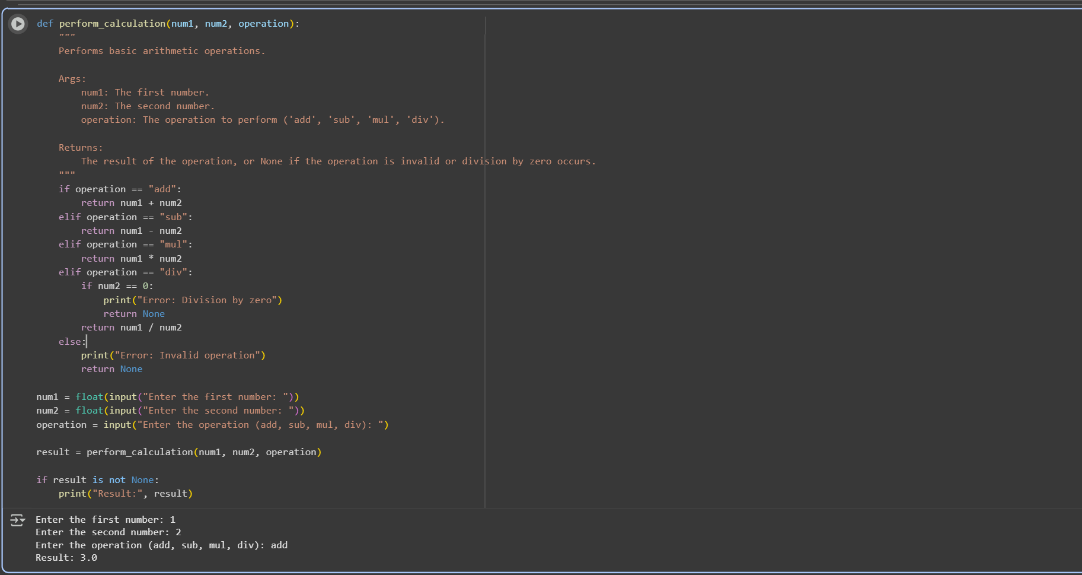 def perform_calculation(num1, num2, operation):
    """
    Performs basic arithmetic operations.

    Args:
        num1: The first number.
        num2: The second number.
        operation: The operation to perform ('add', 'sub', 'mul', 'div').

    Returns:
        The result of the operation, or None if the operation is invalid or division by zero occurs.
    """
    if operation == "add":
        return num1 + num2
    elif operation == "sub":
        return num1 - num2
    elif operation == "mul":
        return num1 * num2
    elif operation == "div":
        if num2 == 0:
            print("Error: Division by zero")
            return None
        return num1 / num2
    else:
        print("Error: Invalid operation")
        return None

num1 = float(input("Enter the first number: "))
num2 = float(input("Enter the second number: "))
operation = input("Enter the operation (add, sub, mul, div): ")

result = perform_calculation(num1, num2, operation)

if result is not None:
    print("Result:", result)

Enter the first number: 1
Enter the second number: 2
Enter the operation (add, sub, mul, div): add
Result: 3.0